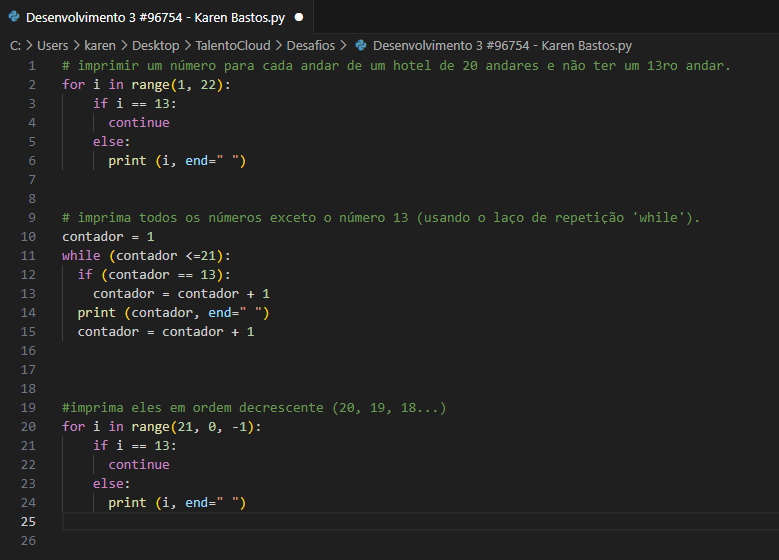 Desenvolvimento 3 #96754 - Karen Bastos.py
C: > Users > karen > Desktop > TalentoCloud > Desafios > Desenvolvimento 3 #96754 - Karen Bastos.py
1 # imprimir um número para cada andar de um hotel de 20 andares e não ter um 13ro andar.
2 for i in range(1, 22):
3     if i == 13:
4       continue
5     else:
6       print (i, end=" ")
7
8
9 # imprima todos os números exceto o número 13 (usando o laço de repetição 'while').
10 contador = 1
11 while (contador <=21):
12   if (contador == 13):
13     contador = contador + 1
14   print (contador, end=" ")
15   contador = contador + 1
16
17
18
19 #imprima eles em ordem decrescente (20, 19, 18...)
20 for i in range(21, 0, -1):
21     if i == 13:
22       continue
23     else:
24       print (i, end=" ")
25
26